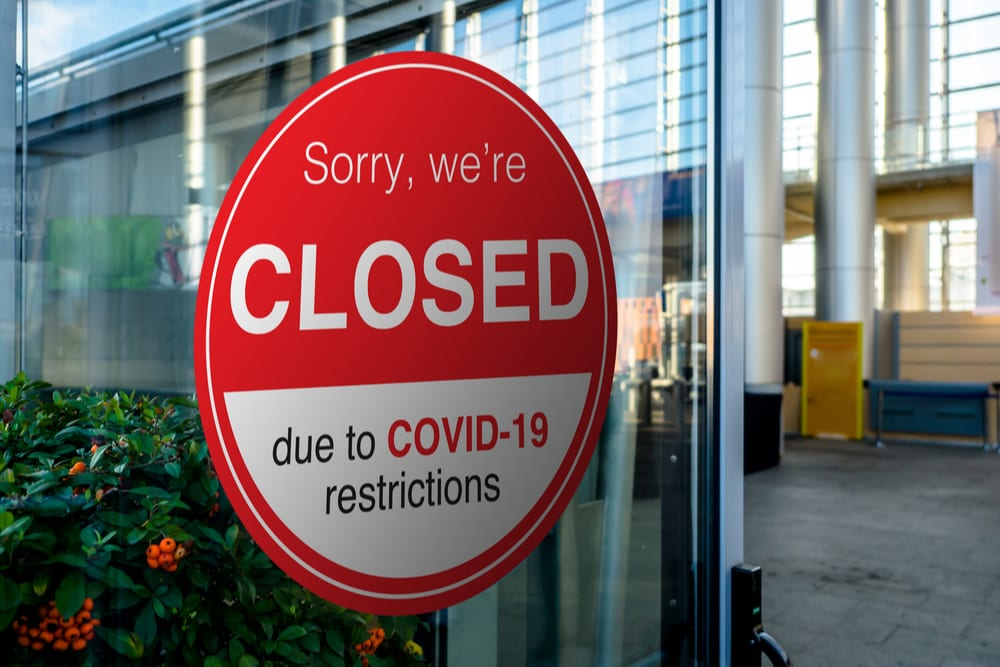 Sorry, we're
CLOSED
due to COVID-19
restrictions